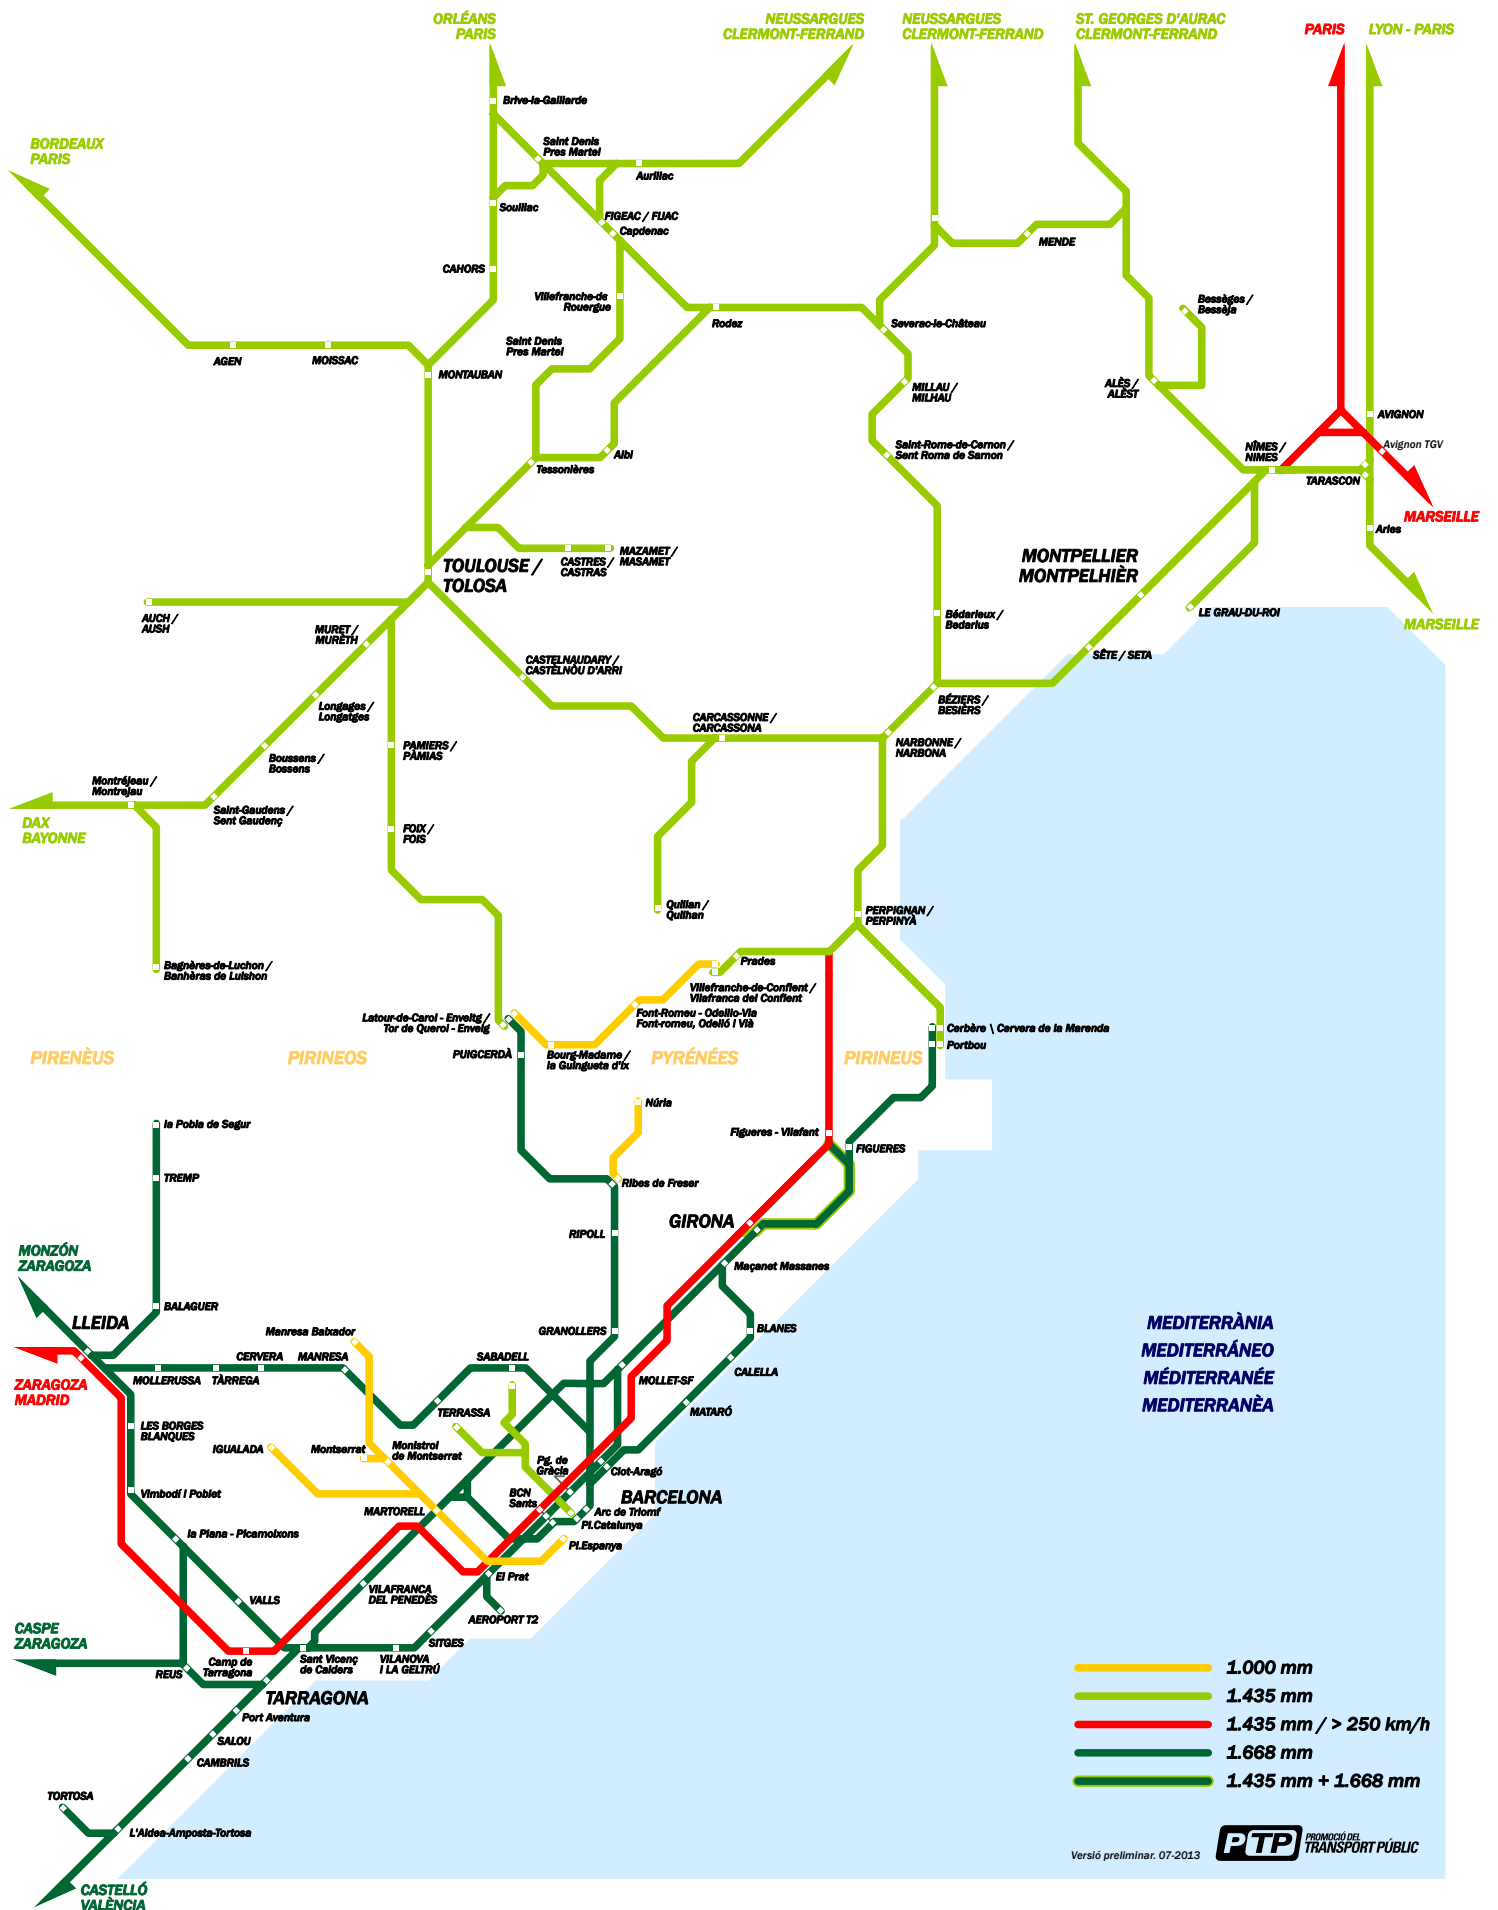 ORLÉANS
PARIS
NEUSSARGUES
CLERMONT-FERRAND
NEUSSARGUES
CLERMONT-FERRAND
ST. GEORGES D'AURAC
CLERMONT-FERRAND
PARIS
LYON - PARIS
Brive-la-Gaillarde
BORDEAUX
PARIS
Saint Denis
Pres Martel
Aurillac
Souillac
FIGEAC / FIJAC
Capdenac
MENDE
CAHORS
Villefranche-de
Rouergue
Bessèges /
Bessèja
Rodez
Severac-le-Château
Saint Denis
Pres Martel
AGEN
MOISSAC
MONTAUBAN
MILLAU /
MILHAU
ALÈS /
ALÈST
AVIGNON
Avignon TGV
Saint-Rome-de-Cernon /
Sent Roma de Sarnon
NÎMES /
NIMES
Albi
Tessonières
TARASCON
MARSEILLE
Arles
MAZAMET /
MASAMET
CASTRES /
CASTRAS
MONTPELLIER
MONTPELHIÈR
TOULOUSE /
TOLOSA
AUCH /
AUSH
MURET /
MURÈTH
Bédarieux /
Bedarius
LE GRAU-DU-ROI
MARSEILLE
SÈTE / SETA
CASTELNAUDARY /
CASTÈLNÒU D'ARRI
Longages /
Longatges
BÉZIERS /
BESIÈRS
CARCASSONNE /
CARCASSONA
PAMIERS /
PÀMIAS
NARBONNE /
NARBONA
Boussens /
Bossens
Montréjeau /
Montrejau
Saint-Gaudens /
Sent Gaudenç
DAX
BAYONNE
FOIX /
FOIS
Quillan /
Quilhan
PERPIGNAN /
PERPINYÀ
Bagnères-de-Luchon /
Banhèras de Luishon
Prades
Villefranche-de-Conflent /
Vilafranca del Conflent
Latour-de-Carol - Enveitg /
Tor de Querol - Enveig
Font-Romeu - Odeillo-Via
Font-romeu, Odelló i Vià
Cerbère \ Cervera de la Marenda
Portbou
PIRENÈUS
PIRINEOS
PUIGCERDÀ
Bourg-Madame /
la Guingueta d'Ix
PYRÉNÉES
PIRINEUS
Núria
la Pobla de Segur
Figueres - Vilafant
FIGUERES
TREMP
Ribes de Freser
GIRONA
RIPOLL
MONZÓN
ZARAGOZA
Maçanet Massanes
BALAGUER
LLEIDA
Manresa Baixador
GRANOLLERS
BLANES
MEDITERRÀNIA
MEDITERRÁNEO
MÉDITERRANÉE
MEDITERRANÈA
CERVERA
MANRESA
SABADELL
CALELLA
MOLLERUSSA
TÀRREGA
MOLLET-SF
ZARAGOZA
MADRID
TERRASSA
MATARÓ
LES BORGES
BLANQUES
IGUALADA
Montserrat
Monistrol
de Montserrat
Pg. de
Gràcia
Clot-Aragó
Vimbodí i Poblet
BCN
Sants
BARCELONA
MARTORELL
Arc de Triomf
Pl.Catalunya
la Plana - Picamoixons
Pl.Espanya
El Prat
VILAFRANCA
DEL PENEDÈS
VALLS
AEROPORT T2
CASPE
ZARAGOZA
SITGES
Camp de
Tarragona
Sant Vicenç
de Calders
VILANOVA
I LA GELTRÚ
REUS
1.000 mm
TARRAGONA
1.435 mm
Port Aventura
1.435 mm / > 250 km/h
SALOU
CAMBRILS
1.668 mm
1.435 mm + 1.668 mm
TORTOSA
L'Aldea-Amposta-Tortosa
Versió preliminar. 07-2013
PTP
PROMOCIÓ DEL
TRANSPORT PÚBLIC
CASTELLÓ
VALÈNCIA